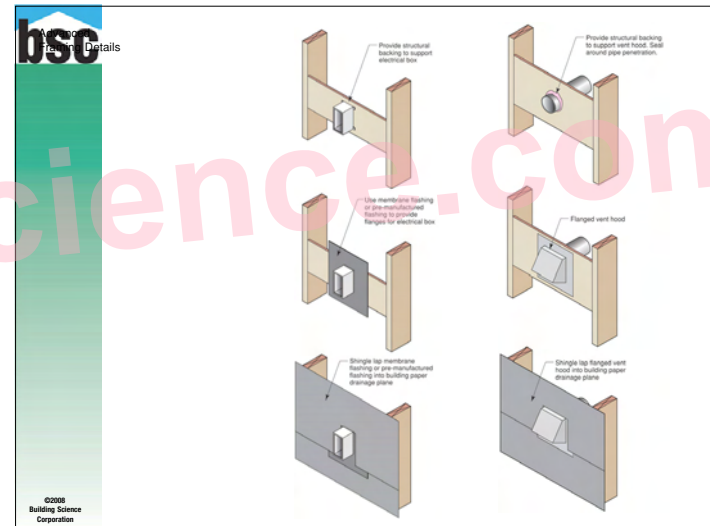 bsc
Advanced
Framing Details
Provide structural
backing to support
electrical box
Provide structural backing
to support vent hood. Seal
around pipe penetration.
Use membrane flashing
or pre-manufactured
flashing to provide
flanges for electrical box
Flanged vent hood
Shingle lap membrane
flashing or pre-manufactured
flashing into building paper
drainage plane
Shingle lap flanged vent
hood into building paper
drainage plane
cience.com
©2008
Building Science
Corporation